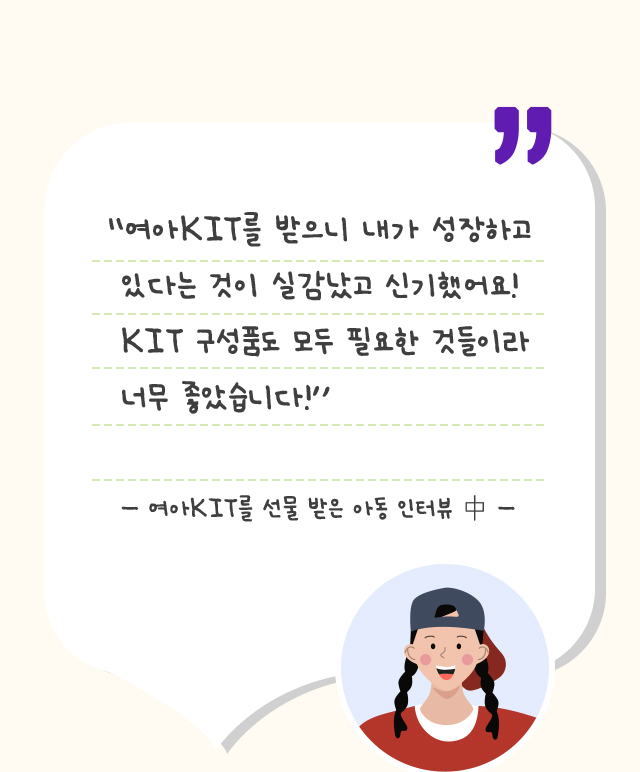 "여아KIT를 받으니 내가 성장하고
있다는 것이 실감났고 신기했어요!
KIT 구성품도 모두 필요한 것들이라
너무 좋았습니다!"
– 여아KIT를 선물 받은 아동 인터뷰 中 –